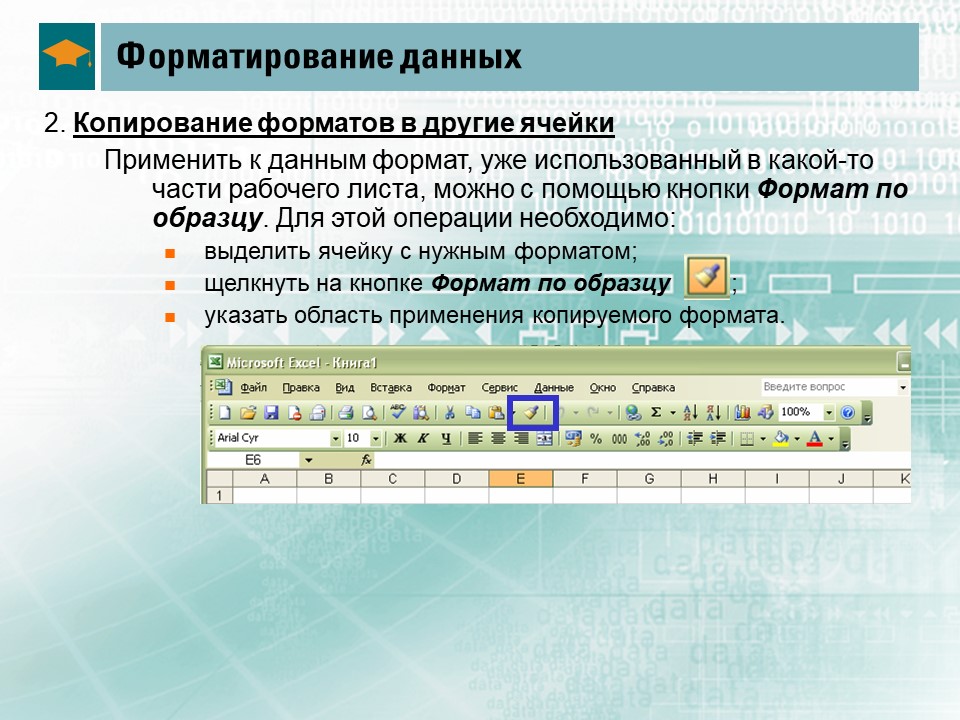 Форматирование данных
2. Копирование форматов в другие ячейки
Применить к данным формат, уже использованный в какой-то
части рабочего листа, можно с помощью кнопки Формат по
образцу. Для этой операции необходимо:
выделить ячейку с нужным форматом;
щелкнуть на кнопке Формат по образцу ;
указать область применения копируемого формата.
Microsoft Excel - Книга1
Файл Правка Вид Вставка Формат Сервис Данные Окно Справка Введите вопрос
100%
Arial Cyr 10 Ж К Ч % 000
E6 fx
A B C D E F G H I J K
1